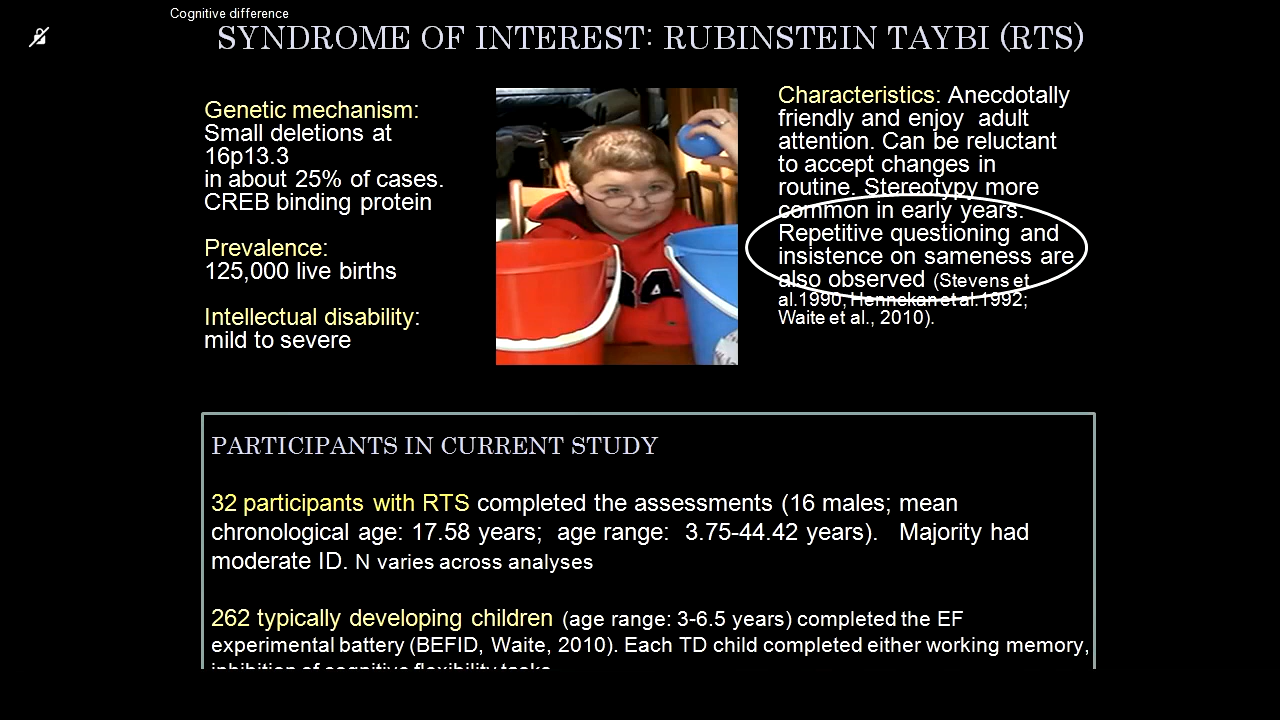 Cognitive difference
SYNDROME OF INTEREST: RUBINSTEIN TAYBI (RTS)
Genetic mechanism:
Small deletions at
16p13.3
in about 25% of cases.
CREB binding protein
Prevalence:
125,000 live births
Intellectual disability:
mild to severe
Characteristics: Anecdotally
friendly and enjoy adult
attention. Can be reluctant
to accept changes in
routine. Stereotypy more
common in early years.
Repetitive questioning and
insistence on sameness are
also observed (Stevens et
al.1990; Hennekan et al.1992;
Waite et al., 2010).
PARTICIPANTS IN CURRENT STUDY
32 participants with RTS completed the assessments (16 males; mean
chronological age: 17.58 years; age range: 3.75-44.42 years). Majority had
moderate ID. N varies across analyses
262 typically developing children (age range: 3-6.5 years) completed the EF
experimental battery (BEFID, Waite, 2010). Each TD child completed either working memory,
inhibition of cognitive flexibility tasks